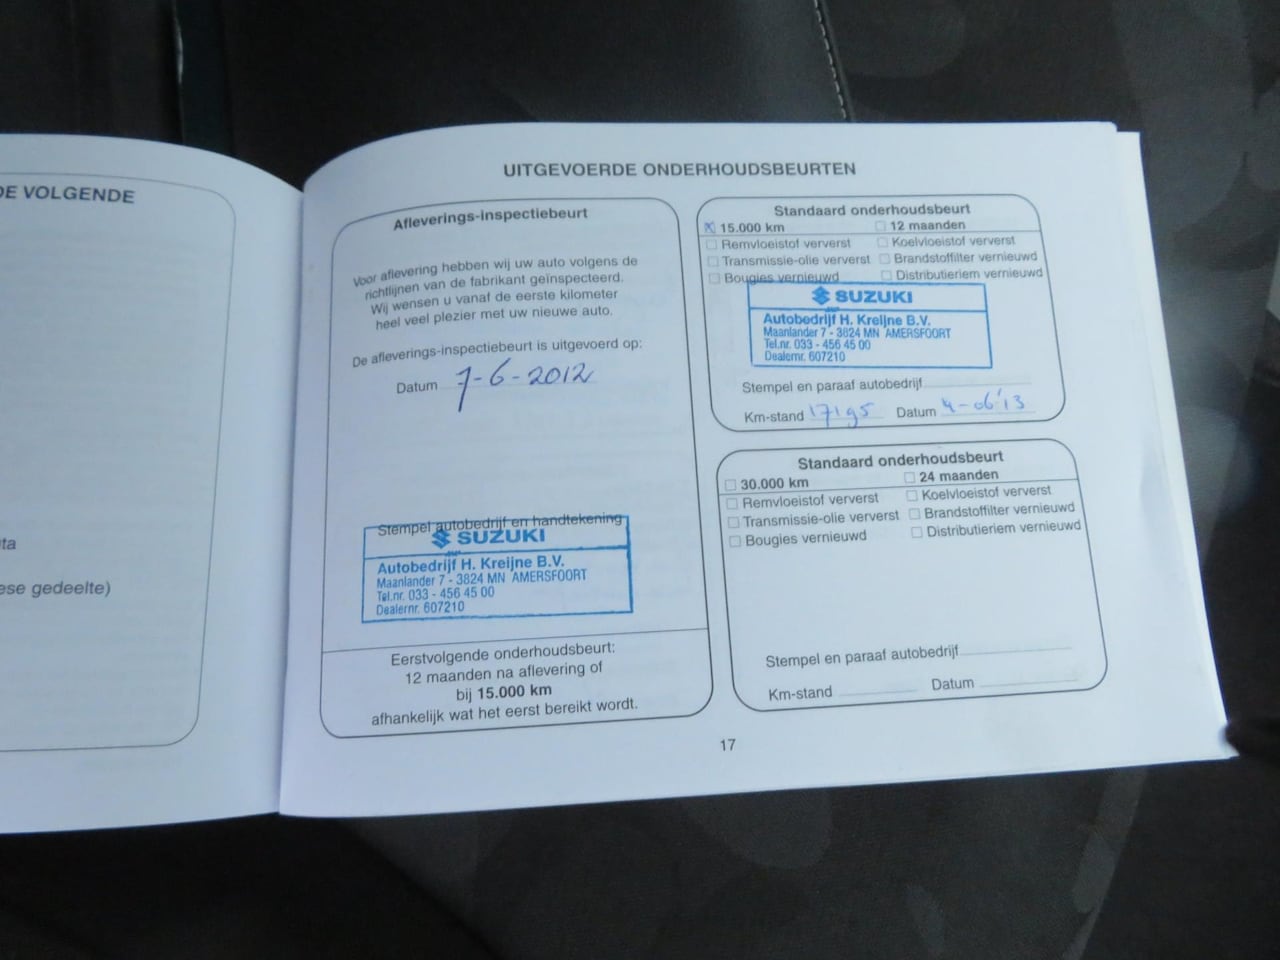 DE VOLGENDE
ese gedeelte)
UITGEVOERDE ONDERHOUDSBEURTEN
Afleverings-inspectiebeurt
Voor aflevering hebben wij uw auto volgens de
richtlijnen van de fabrikant geïnspecteerd.
Wij wensen u vanaf de eerste kilometer
heel veel plezier met uw nieuwe auto.
De afleverings-inspectiebeurt is uitgevoerd op:
Datum 7-6-2012
Stempel autobedrijf en handtekening
SUZUKI
Autobedrijf H. Kreijne B.V.
Maanlander 7 - 3824 MN AMERSFOORT
Tel.nr. 033 - 456 45 00
Dealernr. 607210
Eerstvolgende onderhoudsbeurt:
12 maanden na aflevering of
bij 15.000 km
afhankelijk wat het eerst bereikt wordt.
Standaard onderhoudsbeurt
15.000 km 12 maanden
Remvloeistof ververst Koelvloeistof ververst
Transmissie-olie ververst Brandstoffilter vernieuwd
Bougies vernieuwd Distributieriem vernieuwd
SUZUKI
Autobedrijf H. Kreijne B.V.
Maanlander 7 - 3824 MN AMERSFOORT
Tel.nr. 033 - 456 45 00
Dealernr. 607210
Stempel en paraaf autobedrijf
Km-stand 17195 Datum 4-06'13
Standaard onderhoudsbeurt
30.000 km 24 maanden
Remvloeistof ververst Koelvloeistof ververst
Transmissie-olie ververst Brandstoffilter vernieuwd
Bougies vernieuwd Distributieriem vernieuwd
Stempel en paraaf autobedrijf
Km-stand Datum
17